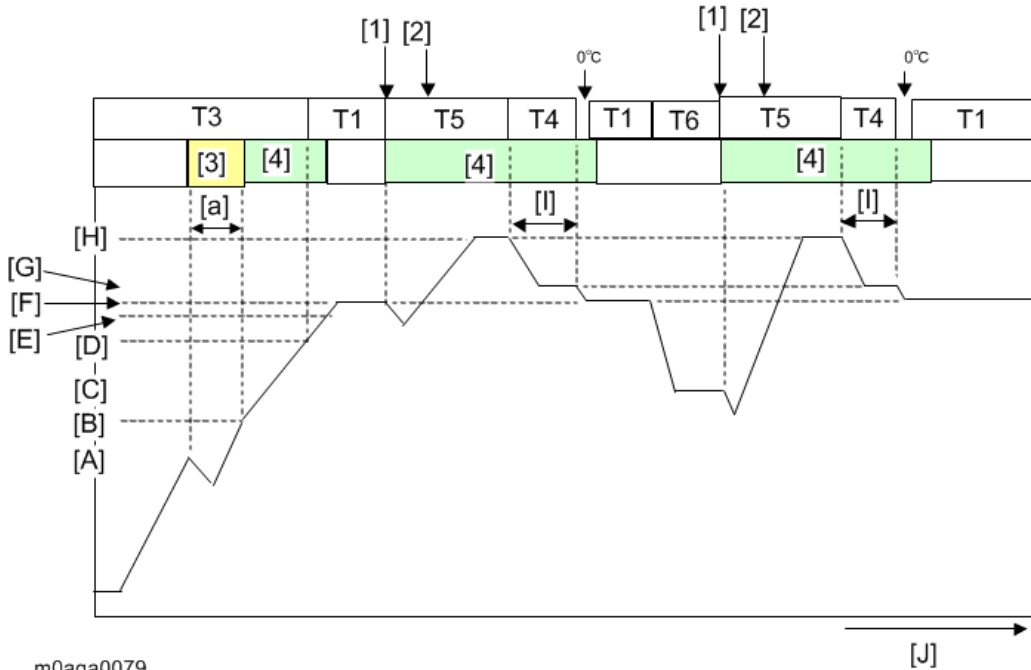 [1] [2] [1] [2]
0°C 0°C
T3 T1 T5 T4 T1 T6 T5 T4 T1
[3] [4] [4] [4]
[a] [I] [I]
[H]
[G]
[F]
[E]
[D]
[C]
[B]
[A]
[J]
m0aga0079